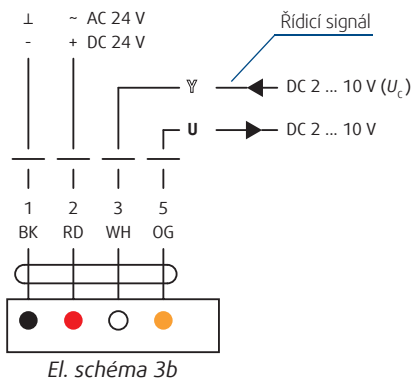 ⊥ ~ AC 24 V
- + DC 24 V
Řídicí signál
Y DC 2 ... 10 V (Uc)
U DC 2 ... 10 V
1 2 3 5
BK RD WH OG
El. schéma 3b